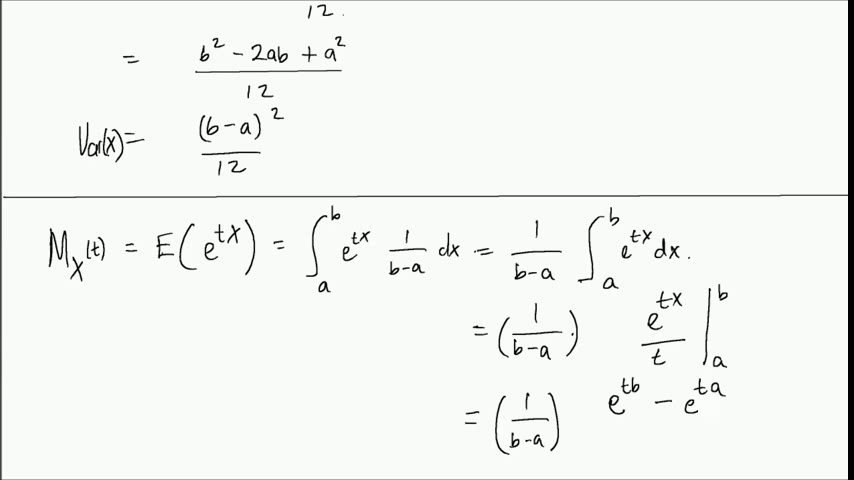 12.
= b² - 2ab + a² / 12
Var(X) = (b-a)² / 12
M_X(t) = E(e^{tX}) = ∫_a^b e^{tx} 1/(b-a) dx = 1/(b-a) ∫_a^b e^{tx} dx.
= (1/(b-a)) e^{tx}/t |_a^b
= (1/(b-a)) e^{tb} - e^{ta}